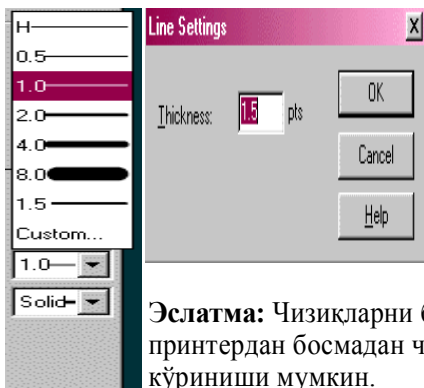 H
0.5
1.0
2.0
4.0
8.0
1.5
Custom...
1.0
Solid
Line Settings
Thickness: 1.5 pts
OK
Cancel
Help
Эслатма: Чизиқларни
принтердан босмадан
кўриниши мумкин.